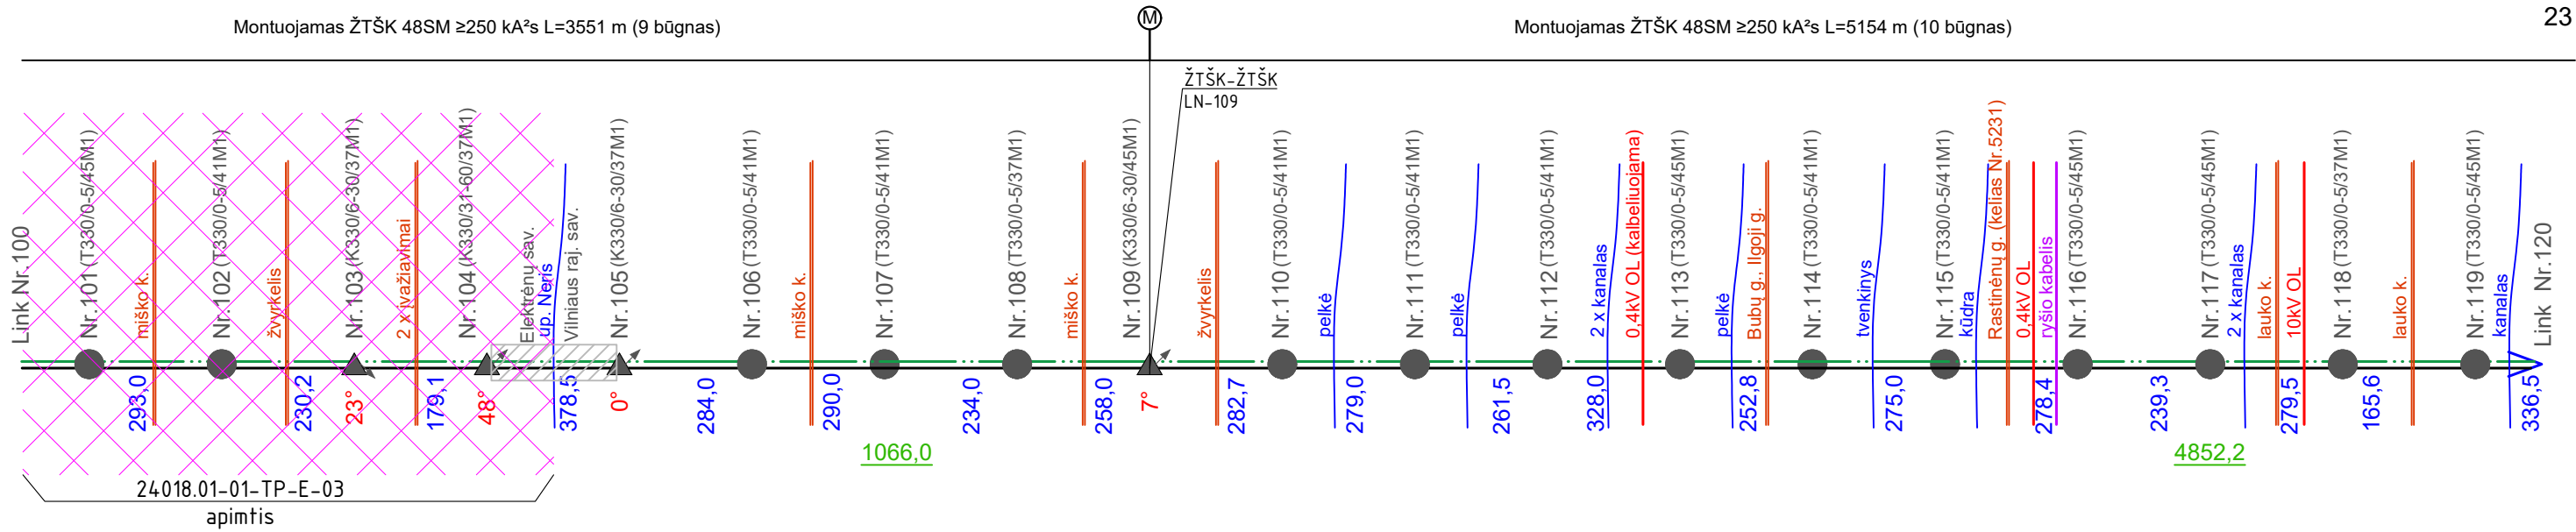 Montuojamas ŽTŠK 48SM ≥250 kA²s L=3551 m (9 būgnas)
M
Montuojamas ŽTŠK 48SM ≥250 kA²s L=5154 m (10 būgnas)
23
ŽTŠK-ŽTŠK
LN-109
Link Nr.100
Nr.101 (T330/0-5/45M1)
miško k.
Nr.102 (T330/0-5/41M1)
žvyrkelis
Nr.103 (K330/6-30/37M1)
2 x įvažiavimai
Nr.104 (K330/31-60/37M1)
Elektrėnų sav.
up. Neris
Vilniaus raj. sav.
Nr.105 (K330/6-30/37M1)
Nr.106 (T330/0-5/41M1)
miško k.
Nr.107 (T330/0-5/41M1)
Nr.108 (T330/0-5/37M1)
miško k.
Nr.109 (K330/6-30/45M1)
žvyrkelis
Nr.110 (T330/0-5/41M1)
pelkė
Nr.111 (T330/0-5/41M1)
pelkė
Nr.112 (T330/0-5/41M1)
2 x kanalas
0,4kV OL (kalbeliuojama)
Nr.113 (T330/0-5/45M1)
pelkė
Bubų g., Ilgoji g.
Nr.114 (T330/0-5/41M1)
tvenkinys
Nr.115 (T330/0-5/41M1)
kūdra
Rastinėnų g. (kelias Nr.5231)
0.4kV OL
ryšio kabelis
Nr.116 (T330/0-5/45M1)
Nr.117 (T330/0-5/45M1)
2 x kanalas
lauko k.
10kV OL
Nr.118 (T330/0-5/37M1)
lauko k.
Nr.119 (T330/0-5/45M1)
kanalas
Link Nr.120
293,0
230,2
23°
179,1
48°
378,5
0°
284,0
290,0
234,0
258,0
7°
282,7
279,0
261,5
328,0
252,8
275,0
278,4
239,3
279,5
165,6
336,5
1066,0
4852,2
24018.01-01-TP-E-03
apimtis